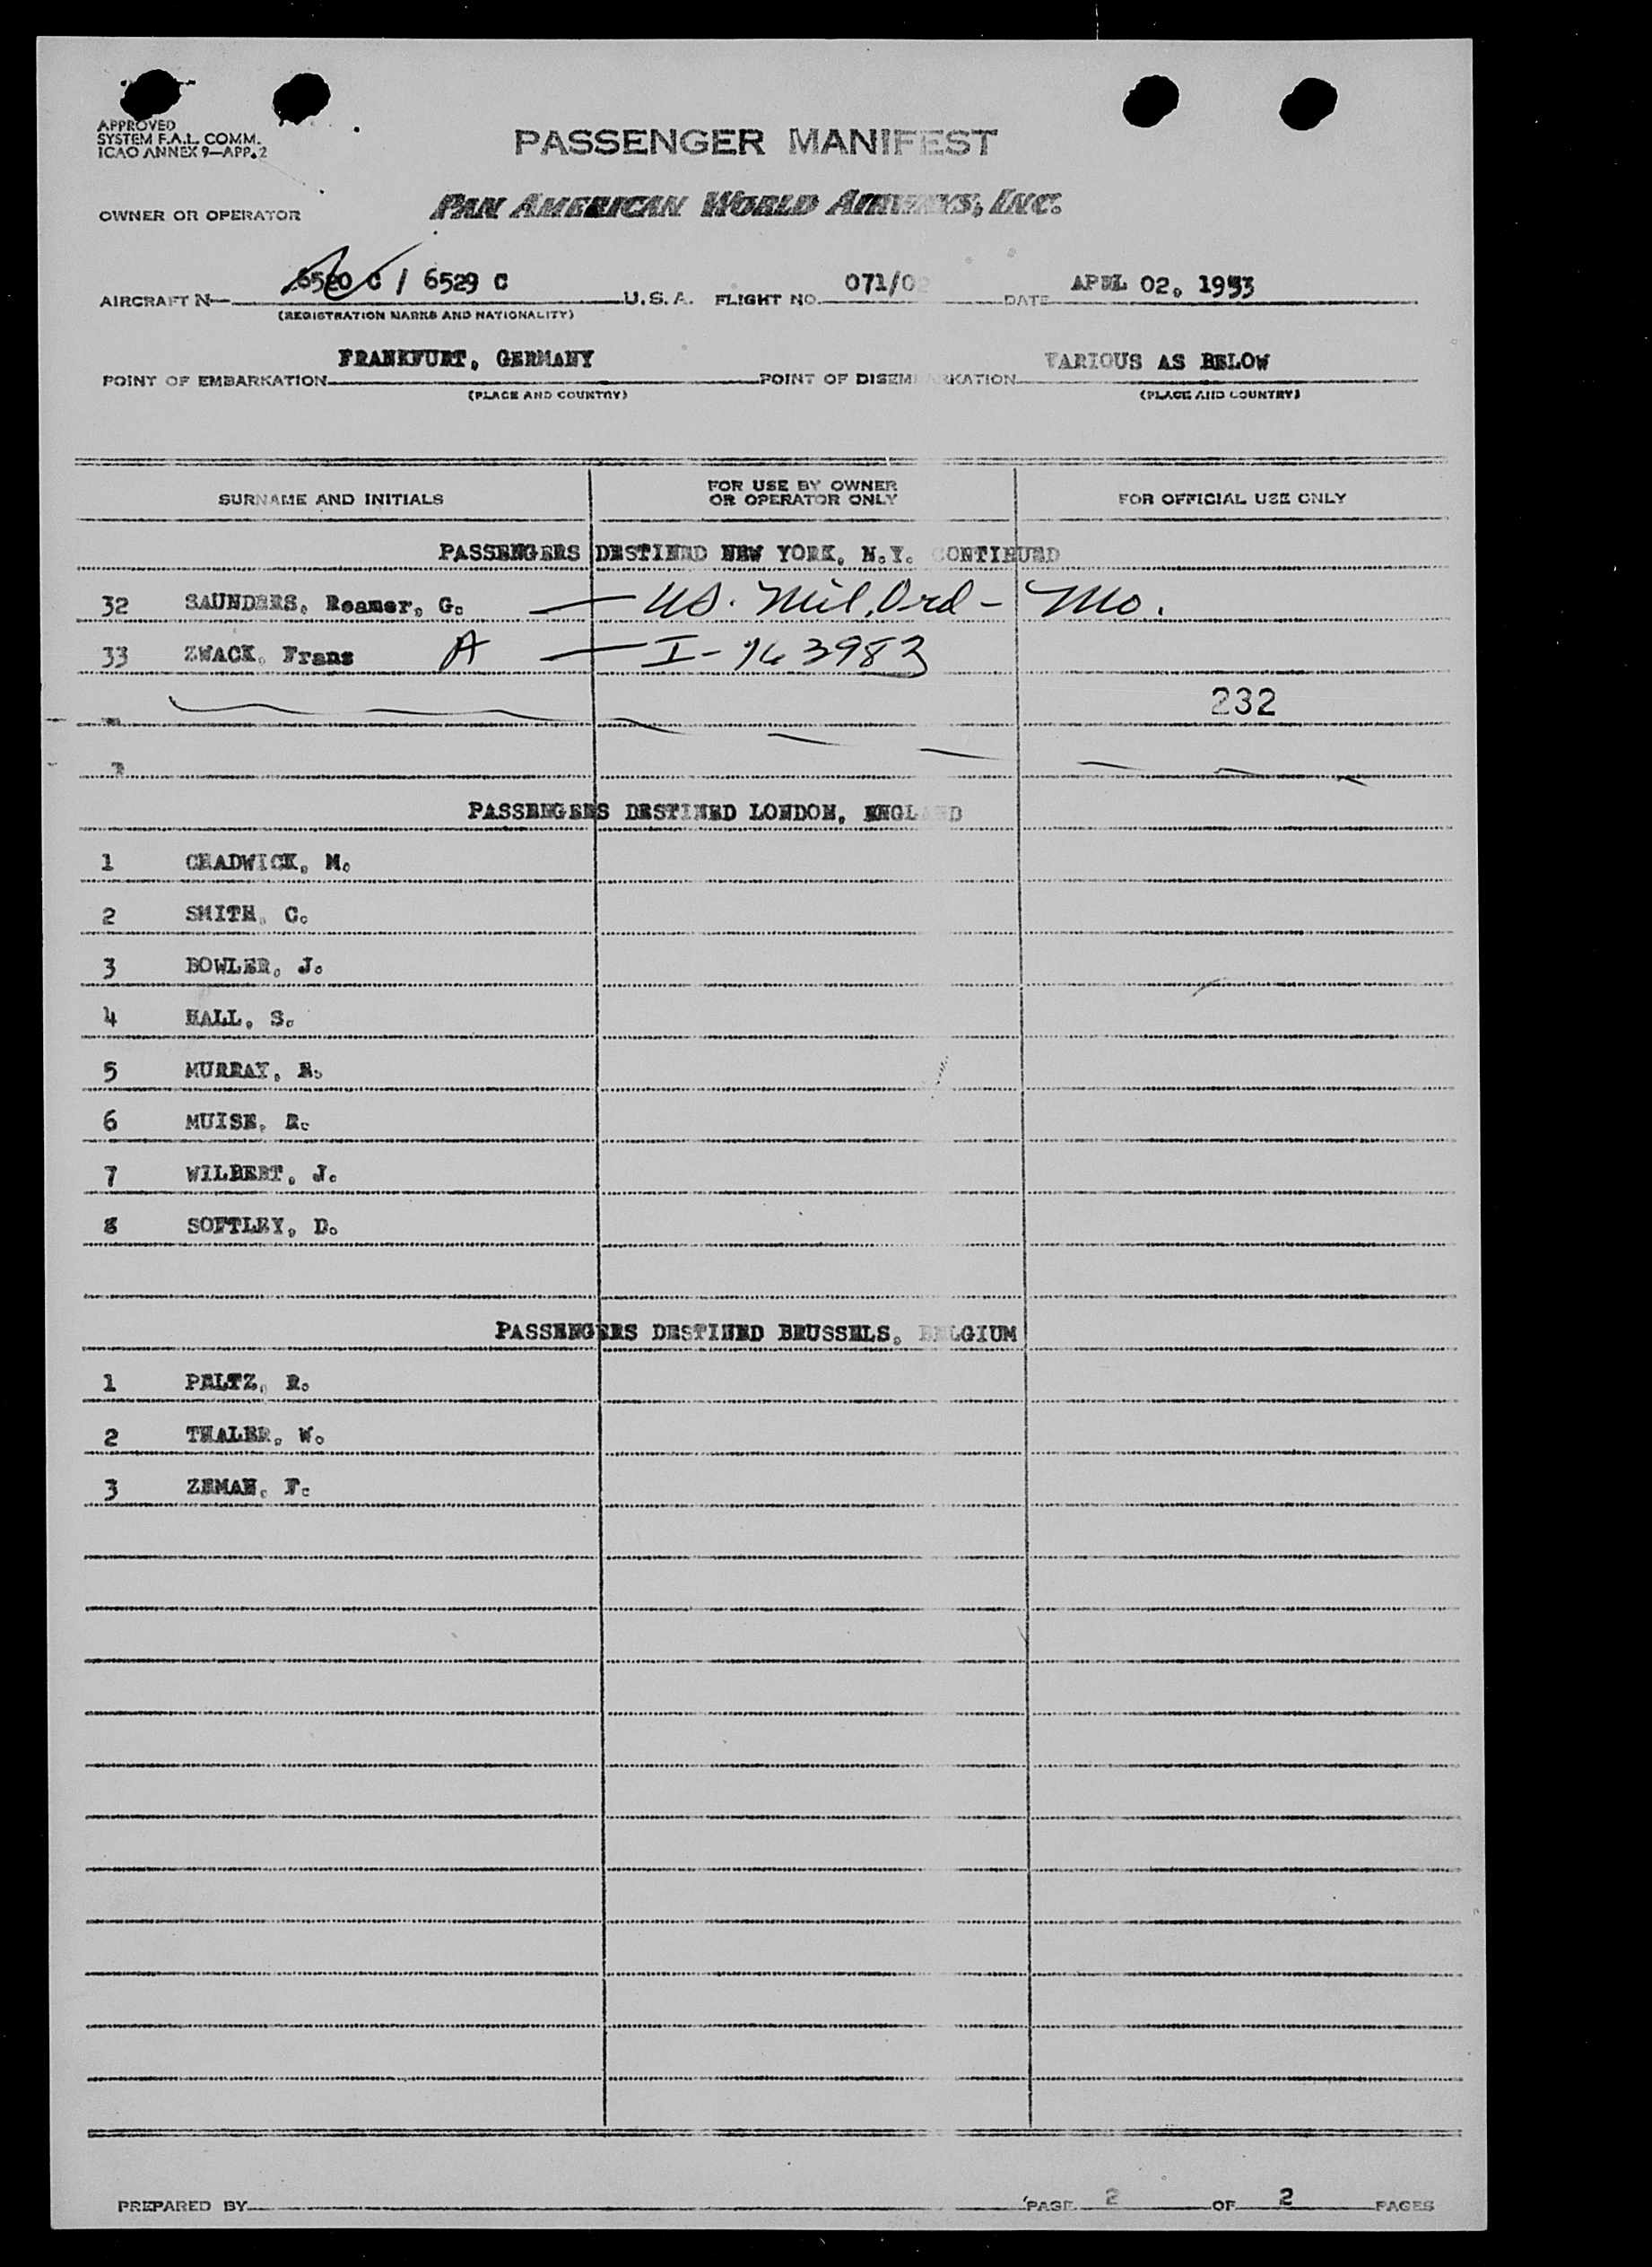 APPROVED
SYSTEM F.A.L. COMM.
ICAO ANNEX 9—APP. 2
PASSENGER MANIFEST
OWNER OR OPERATOR PAN AMERICAN WORLD AIRWAYS, INC.
AIRCRAFT N— 6520 C / 6529 C U.S.A. FLIGHT NO. 071/02 DATE APRL 02, 1953
(REGISTRATION MARKS AND NATIONALITY)
POINT OF EMBARKATION FRANKFURT, GERMANY POINT OF DISEMBARKATION VARIOUS AS BELOW
(PLACE AND COUNTRY) (PLACE AND COUNTRY)
SURNAME AND INITIALS FOR USE BY OWNER OR OPERATOR ONLY FOR OFFICIAL USE ONLY
PASSENGERS DESTINED NEW YORK, N.Y. CONTINUED
32 SAUNDERS, Reamer, G. — US. Mil. Ord - Mo.
33 ZWACK, Frans A — I-163983
232
PASSENGERS DESTINED LONDON, ENGLAND
1 CHADWICK, M.
2 SMITH, C.
3 BOWLER, J.
4 HALL, S.
5 MURRAY, R.
6 MUISE, R.
7 WILBERT, J.
8 SOFTLEY, D.
PASSENGERS DESTINED BRUSSELS, BELGIUM
1 PELTZ, R.
2 THALER, W.
3 ZEMAN, F.
PREPARED BY PAGE 2 OF 2 PAGES